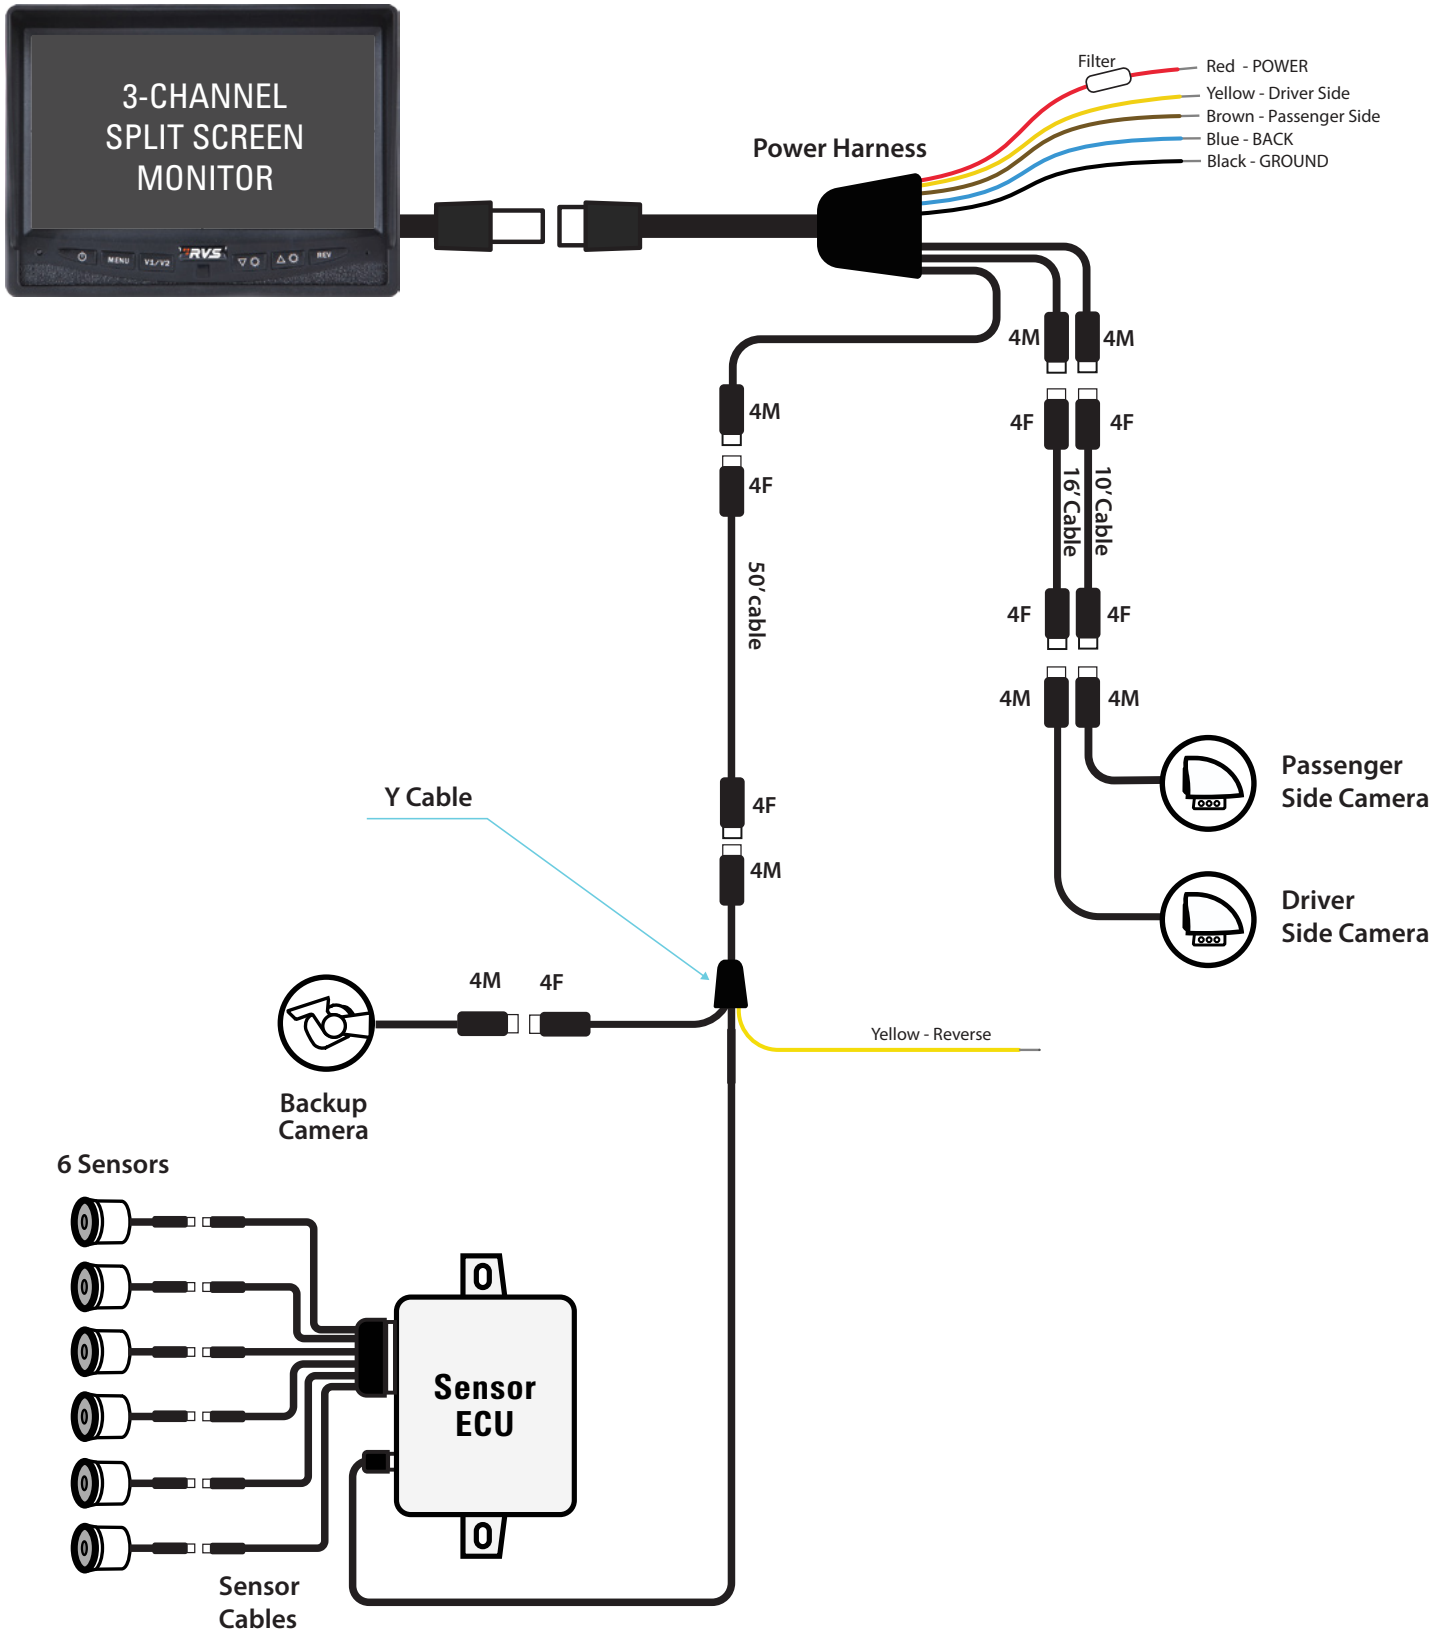 3-CHANNEL
SPLIT SCREEN
MONITOR
MENU
V1/V2
RVS
REV
Power Harness
Filter
Red - POWER
Yellow - Driver Side
Brown - Passenger Side
Blue - BACK
Black - GROUND
4M
4M
4M
4F
4F
4F
16' Cable
10' Cable
50' cable
4F
4F
4M
4M
Passenger
Side Camera
Driver
Side Camera
Y Cable
4F
4M
4M
4F
Yellow - Reverse
Backup
Camera
6 Sensors
Sensor
ECU
Sensor
Cables